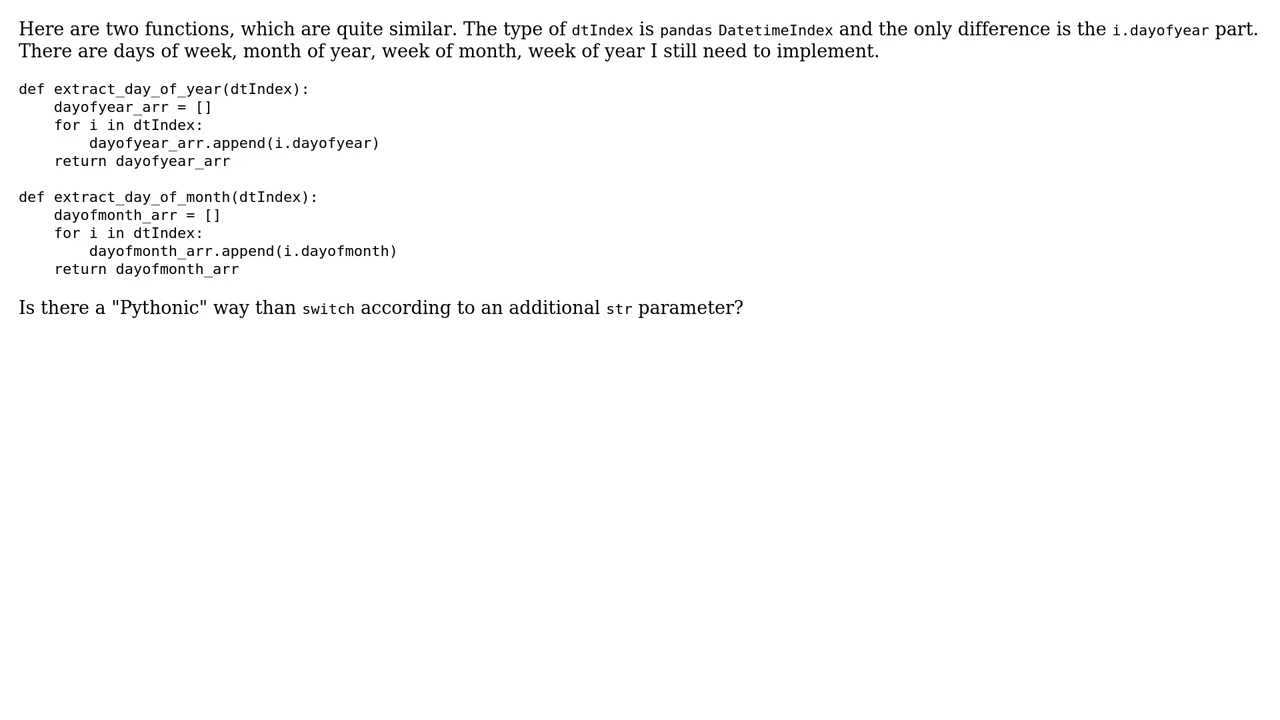 Here are two functions, which are quite similar. The type of dtIndex is pandas DatetimeIndex and the only difference is the i.dayofyear part.
There are days of week, month of year, week of month, week of year I still need to implement.
def extract_day_of_year(dtIndex):
    dayofyear_arr = []
    for i in dtIndex:
        dayofyear_arr.append(i.dayofyear)
    return dayofyear_arr
def extract_day_of_month(dtIndex):
    dayofmonth_arr = []
    for i in dtIndex:
        dayofmonth_arr.append(i.dayofmonth)
    return dayofmonth_arr
Is there a "Pythonic" way than switch according to an additional str parameter?